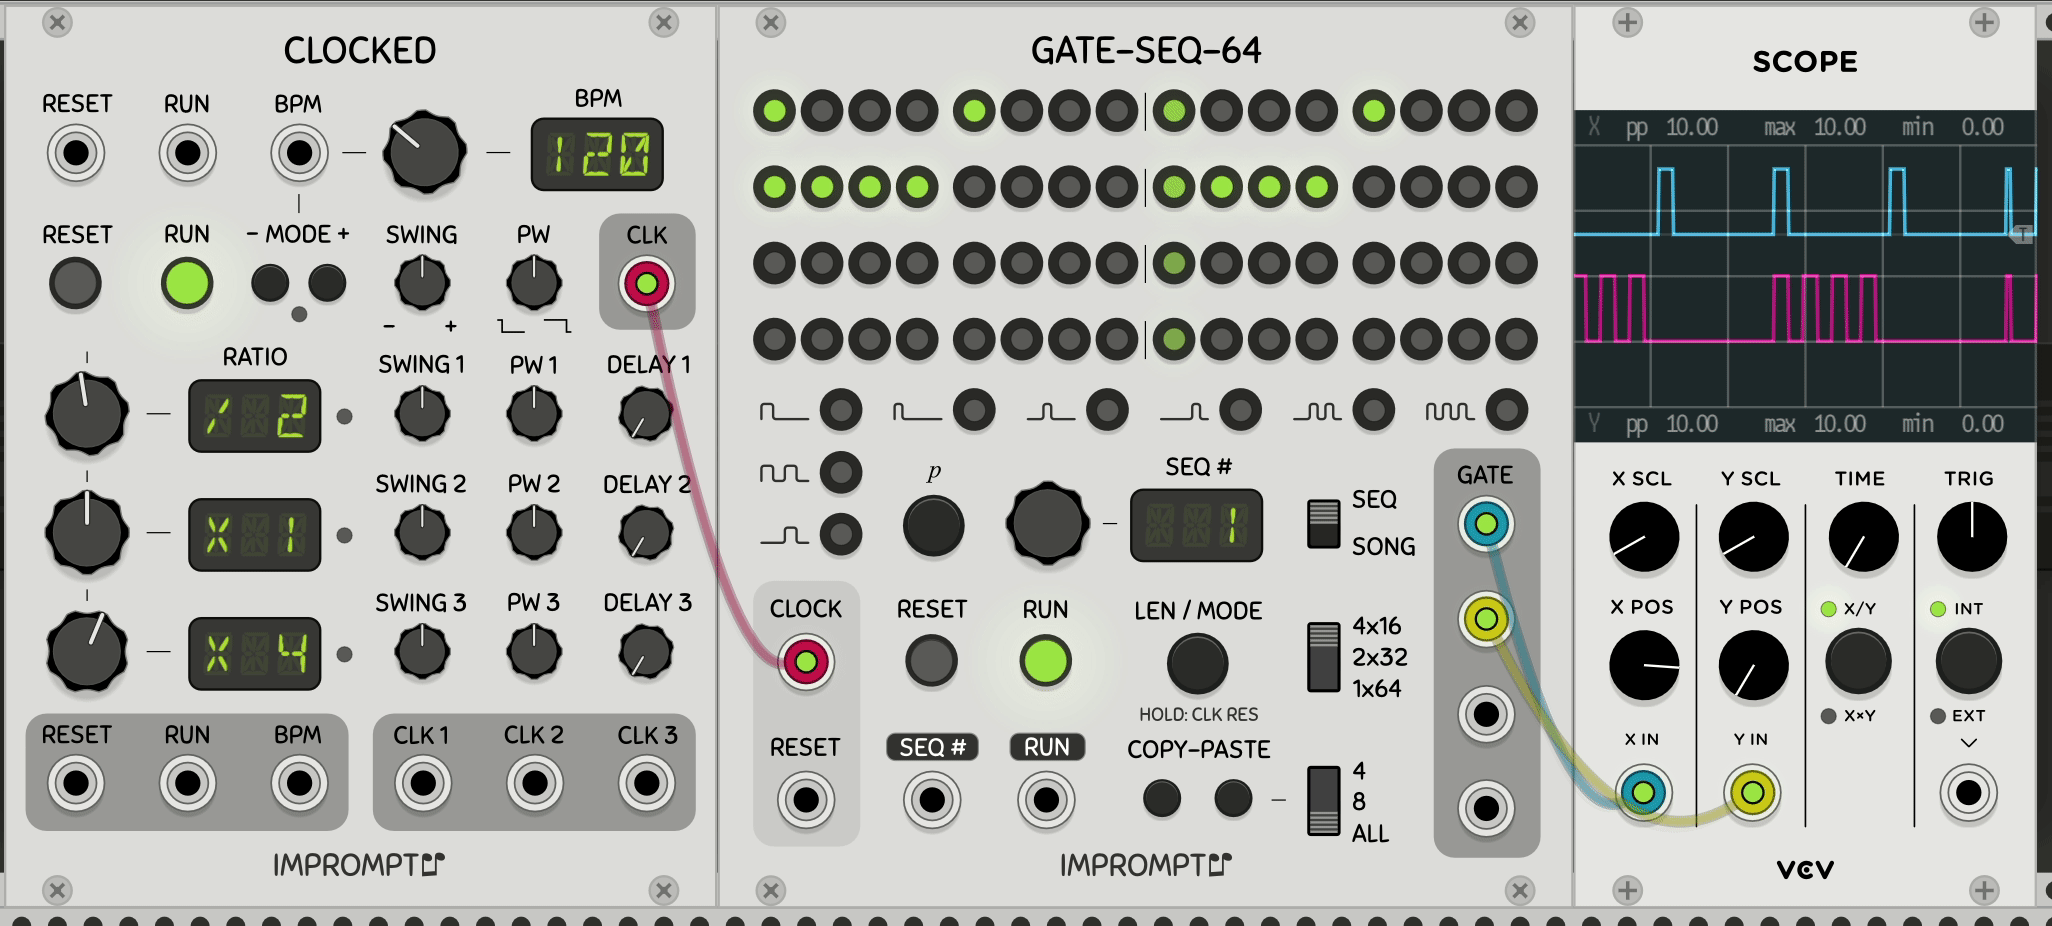 CLOCKED
RESET RUN BPM BPM
120
RESET RUN - MODE + SWING PW CLK
- +
RATIO SWING 1 PW 1 DELAY 1
/ 2
SWING 2 PW 2 DELAY 2
X 1
SWING 3 PW 3 DELAY 3
X 4
RESET RUN BPM CLK 1 CLK 2 CLK 3
IMPROMPTU
GATE-SEQ-64
p SEQ # GATE
1
SEQ
SONG
CLOCK RESET RUN LEN / MODE
4x16
2x32
1x64
HOLD: CLK RES
RESET SEQ # RUN COPY-PASTE
4
8
ALL
IMPROMPTU
SCOPE
X pp 10.00 max 10.00 min 0.00
T
Y pp 10.00 max 10.00 min 0.00
X SCL Y SCL TIME TRIG
X POS Y POS X/Y INT
X×Y EXT
X IN Y IN
VCV